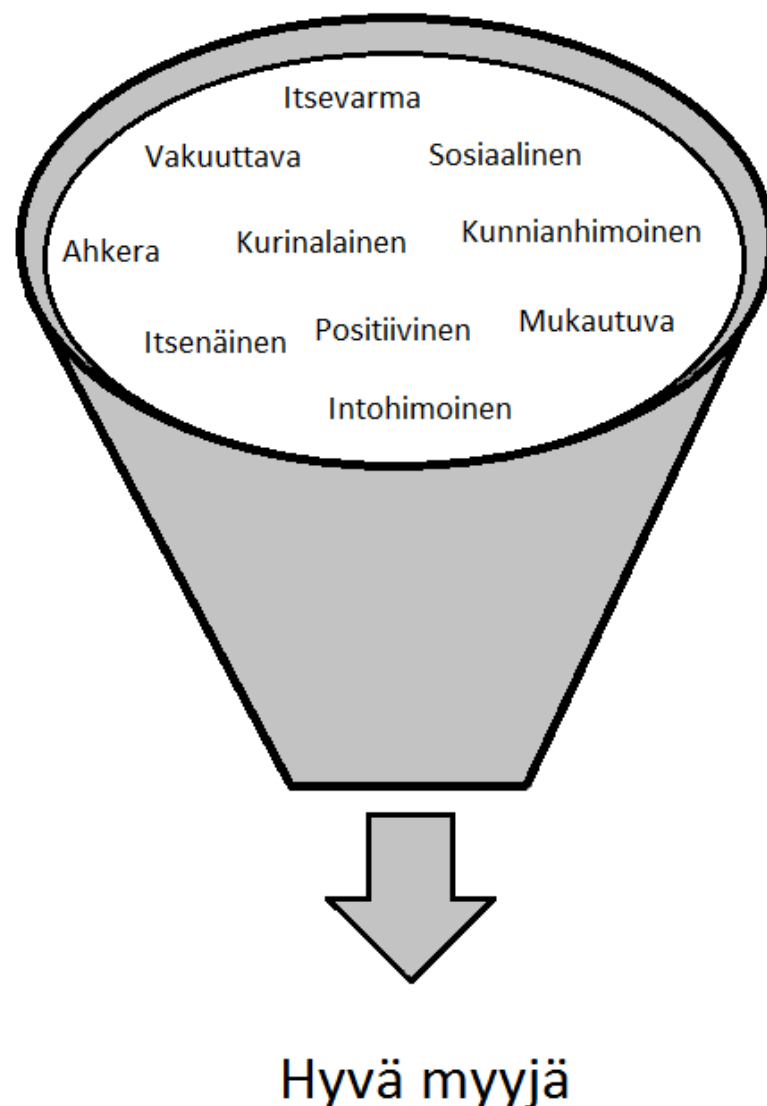 Itsevarma
Vakuuttava Sosiaalinen
Ahkera Kurinalainen Kunnianhimoinen
Itsenäinen Positiivinen Mukautuva
Intohimoinen
Hyvä myyjä